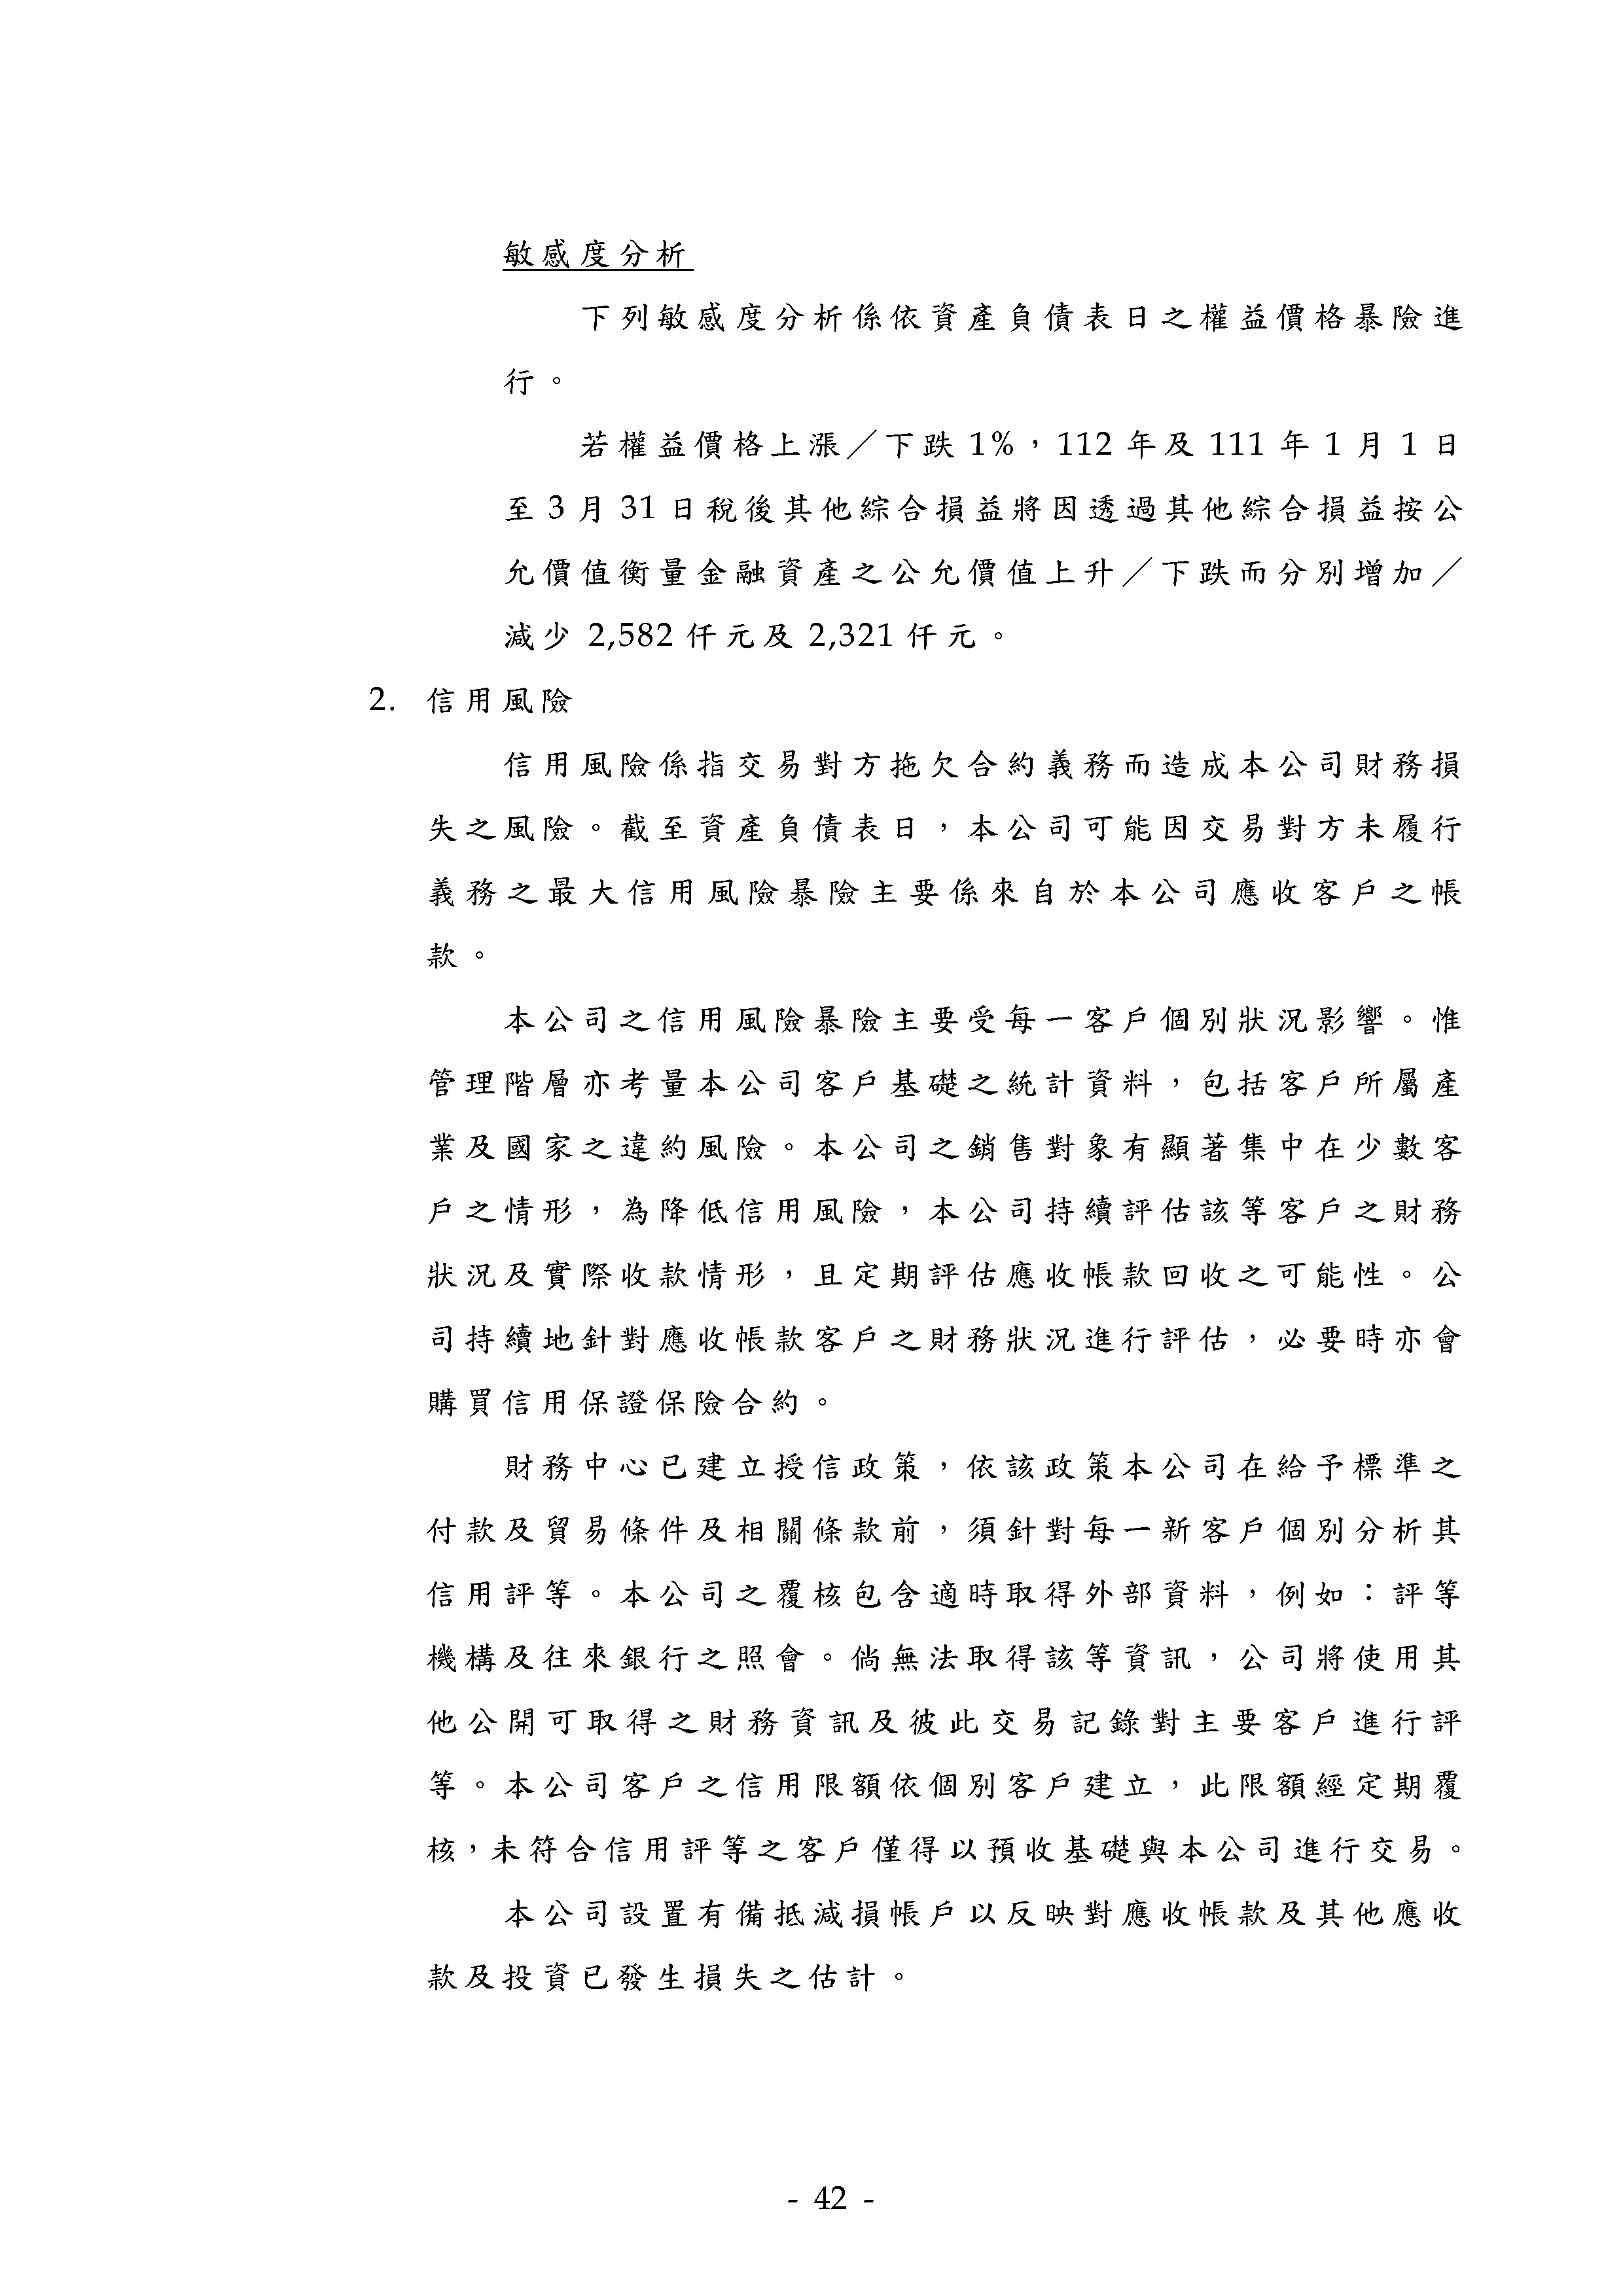 敏感度分析
下列敏感度分析係依資產負債表日之權益價格暴險進
行。
若權益價格上漲／下跌 1%，112 年及 111 年 1 月 1 日
至 3 月 31 日稅後其他綜合損益將因透過其他綜合損益按公
允價值衡量金融資產之公允價值上升／下跌而分別增加／
減少 2,582 仟元及 2,321 仟元。
2. 信用風險
信用風險係指交易對方拖欠合約義務而造成本公司財務損
失之風險。截至資產負債表日，本公司可能因交易對方未履行
義務之最大信用風險暴險主要係來自於本公司應收客戶之帳
款。
本公司之信用風險暴險主要受每一客戶個別狀況影響。惟
管理階層亦考量本公司客戶基礎之統計資料，包括客戶所屬產
業及國家之違約風險。本公司之銷售對象有顯著集中在少數客
戶之情形，為降低信用風險，本公司持續評估該等客戶之財務
狀況及實際收款情形，且定期評估應收帳款回收之可能性。公
司持續地針對應收帳款客戶之財務狀況進行評估，必要時亦會
購買信用保證保險合約。
財務中心已建立授信政策，依該政策本公司在給予標準之
付款及貿易條件及相關條款前，須針對每一新客戶個別分析其
信用評等。本公司之覆核包含適時取得外部資料，例如：評等
機構及往來銀行之照會。倘無法取得該等資訊，公司將使用其
他公開可取得之財務資訊及彼此交易記錄對主要客戶進行評
等。本公司客戶之信用限額依個別客戶建立，此限額經定期覆
核，未符合信用評等之客戶僅得以預收基礎與本公司進行交易。
本公司設置有備抵減損帳戶以反映對應收帳款及其他應收
款及投資已發生損失之估計。
- 42 -